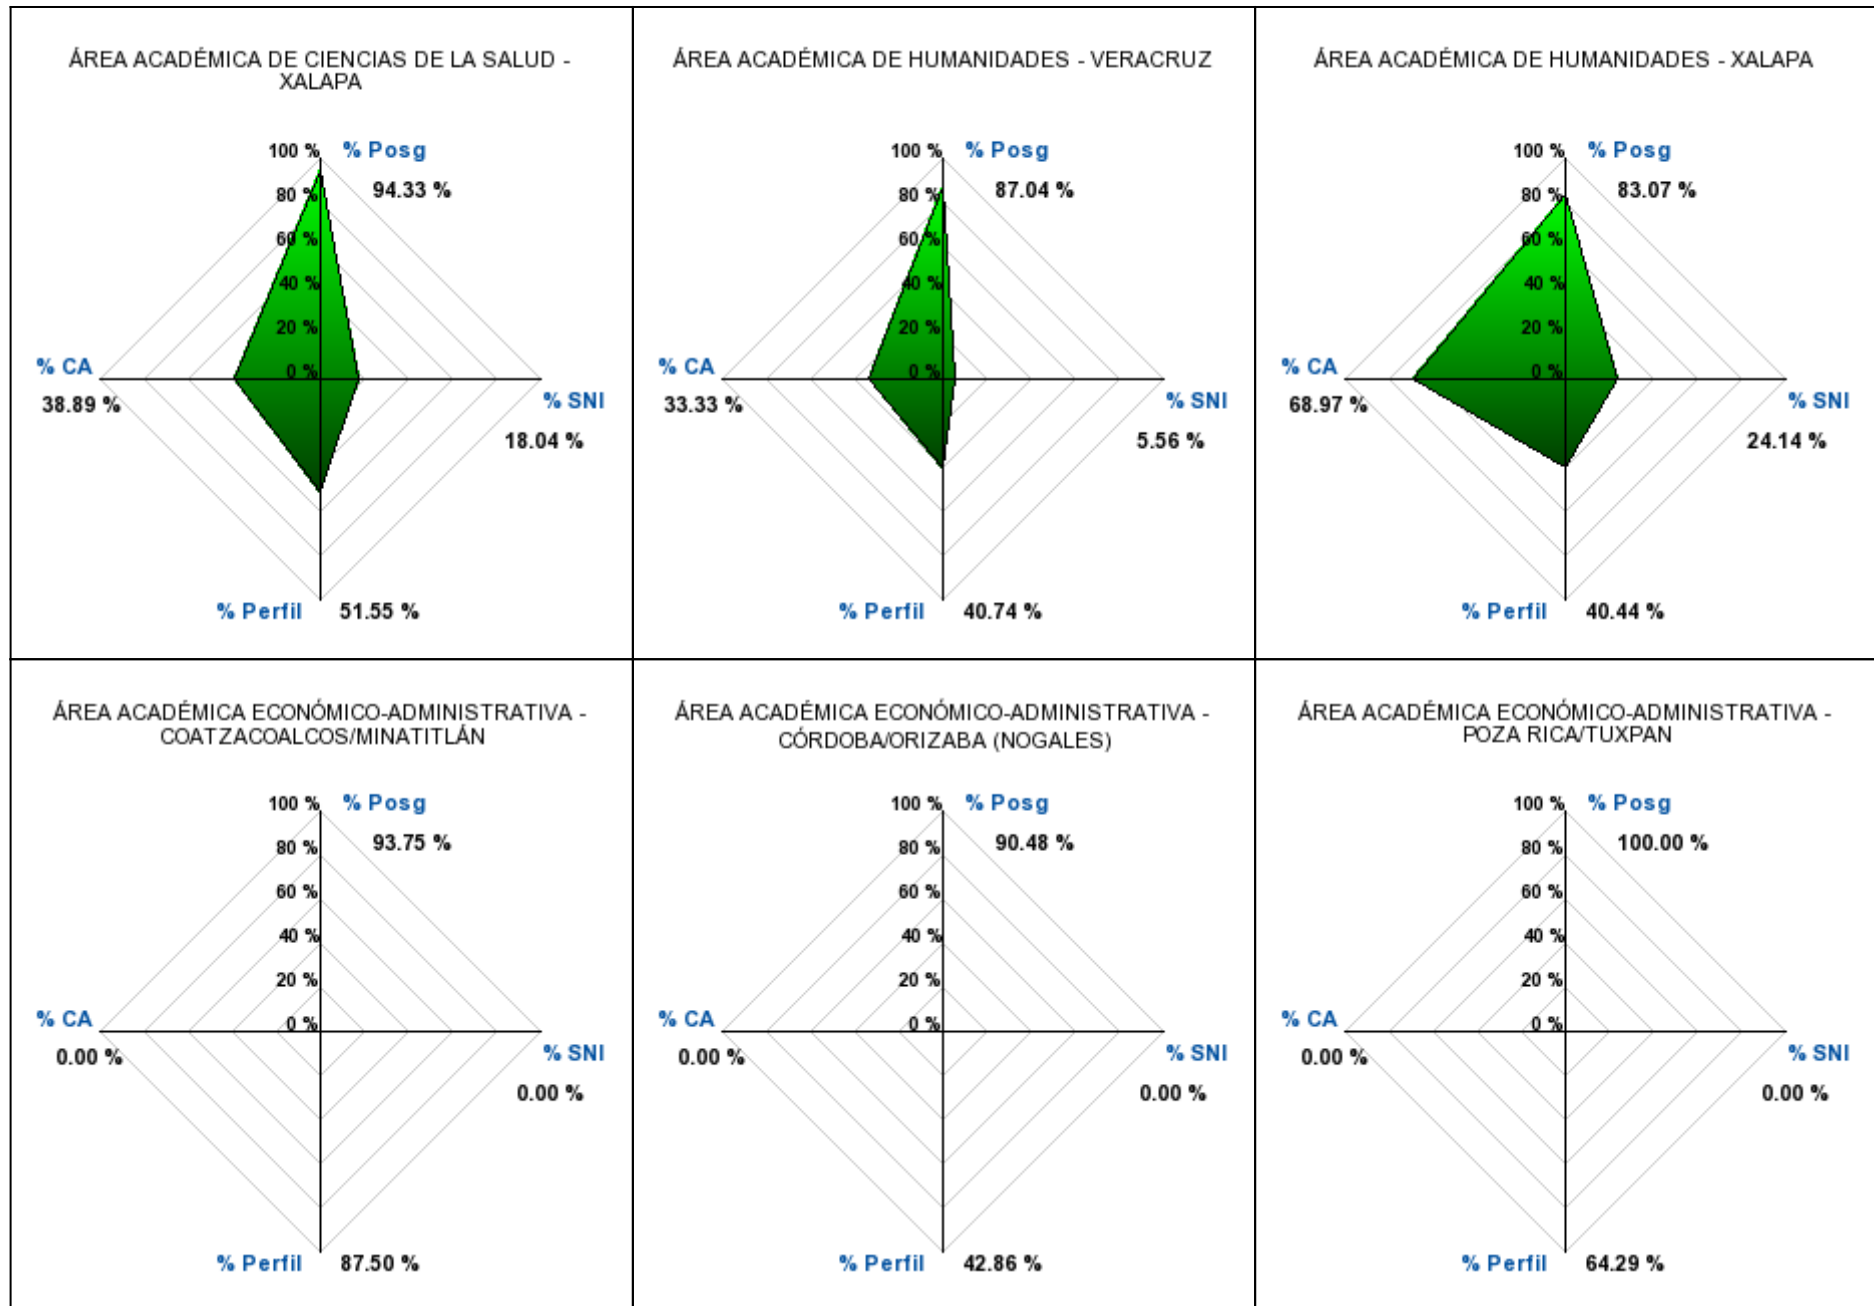 ÁREA ACADÉMICA DE CIENCIAS DE LA SALUD -
XALAPA
100 %
% Posg
94.33 %
80 %
60 %
40 %
20 %
0 %
% CA
38.89 %
% SNI
18.04 %
% Perfil
51.55 %
ÁREA ACADÉMICA DE HUMANIDADES - VERACRUZ
100 %
% Posg
87.04 %
80 %
60 %
40 %
20 %
0 %
% CA
33.33 %
% SNI
5.56 %
% Perfil
40.74 %
ÁREA ACADÉMICA DE HUMANIDADES - XALAPA
100 %
% Posg
83.07 %
80 %
60 %
40 %
20 %
0 %
% CA
68.97 %
% SNI
24.14 %
% Perfil
40.44 %
ÁREA ACADÉMICA ECONÓMICO-ADMINISTRATIVA -
COATZACOALCOS/MINATITLÁN
100 %
% Posg
93.75 %
80 %
60 %
40 %
20 %
0 %
% CA
0.00 %
% SNI
0.00 %
% Perfil
87.50 %
ÁREA ACADÉMICA ECONÓMICO-ADMINISTRATIVA -
CÓRDOBA/ORIZABA (NOGALES)
100 %
% Posg
90.48 %
80 %
60 %
40 %
20 %
0 %
% CA
0.00 %
% SNI
0.00 %
% Perfil
42.86 %
ÁREA ACADÉMICA ECONÓMICO-ADMINISTRATIVA -
POZA RICA/TUXPAN
100 %
% Posg
100.00 %
80 %
60 %
40 %
20 %
0 %
% CA
0.00 %
% SNI
0.00 %
% Perfil
64.29 %